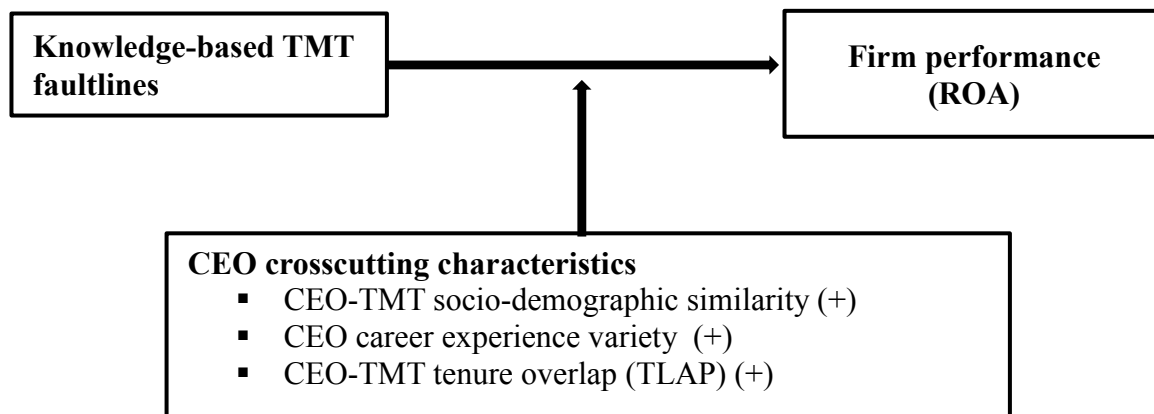 Knowledge-based TMT
faultlines
Firm performance
(ROA)
CEO crosscutting characteristics
▪ CEO-TMT socio-demographic similarity (+)
▪ CEO career experience variety (+)
▪ CEO-TMT tenure overlap (TLAP) (+)